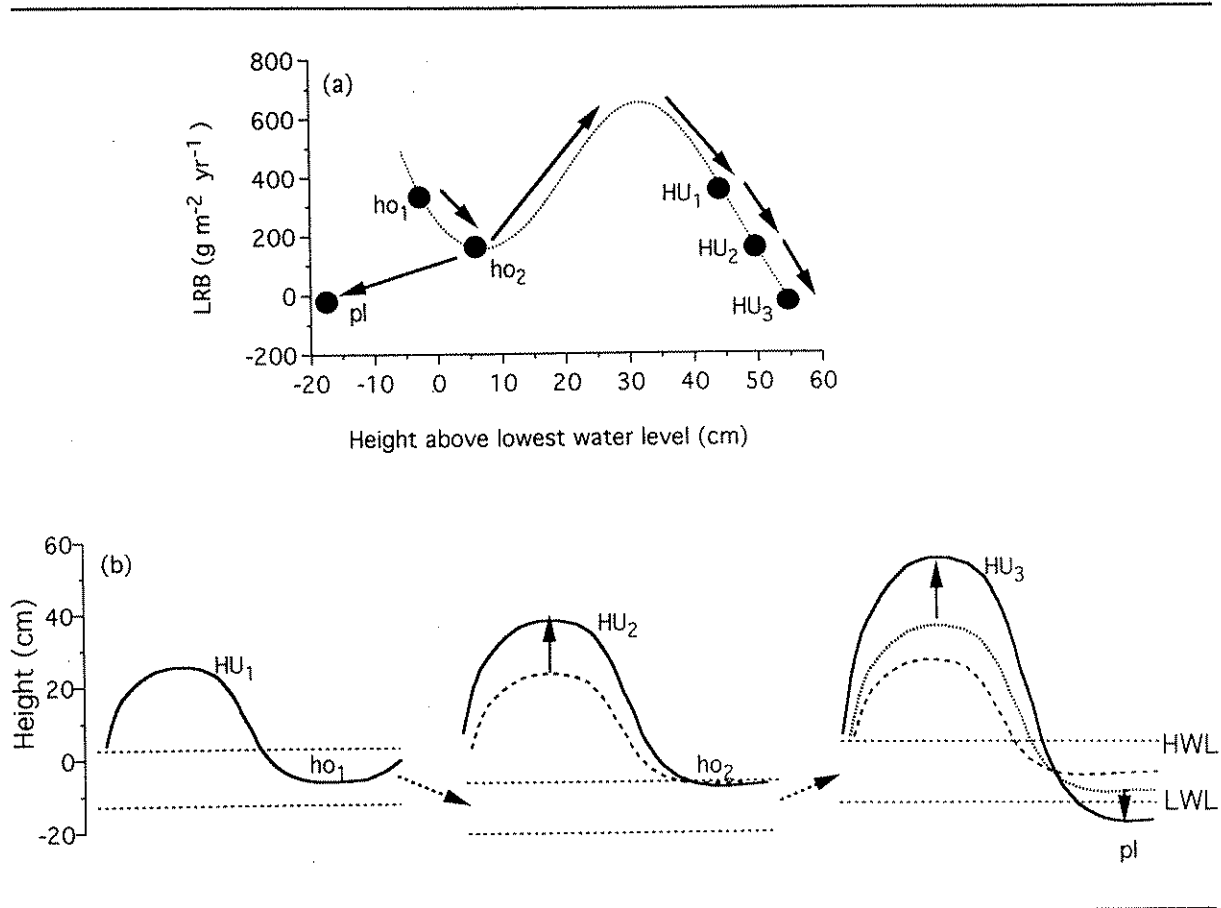 (a)
LRB (g m⁻² yr⁻¹)
800
600
400
200
0
-200
ho₁
ho₂
pl
HU₁
HU₂
HU₃
-20 -10 0 10 20 30 40 50 60
Height above lowest water level (cm)
(b)
Height (cm)
60
40
20
0
-20
HU₁
ho₁
HU₂
ho₂
HU₃
HWL
LWL
pl